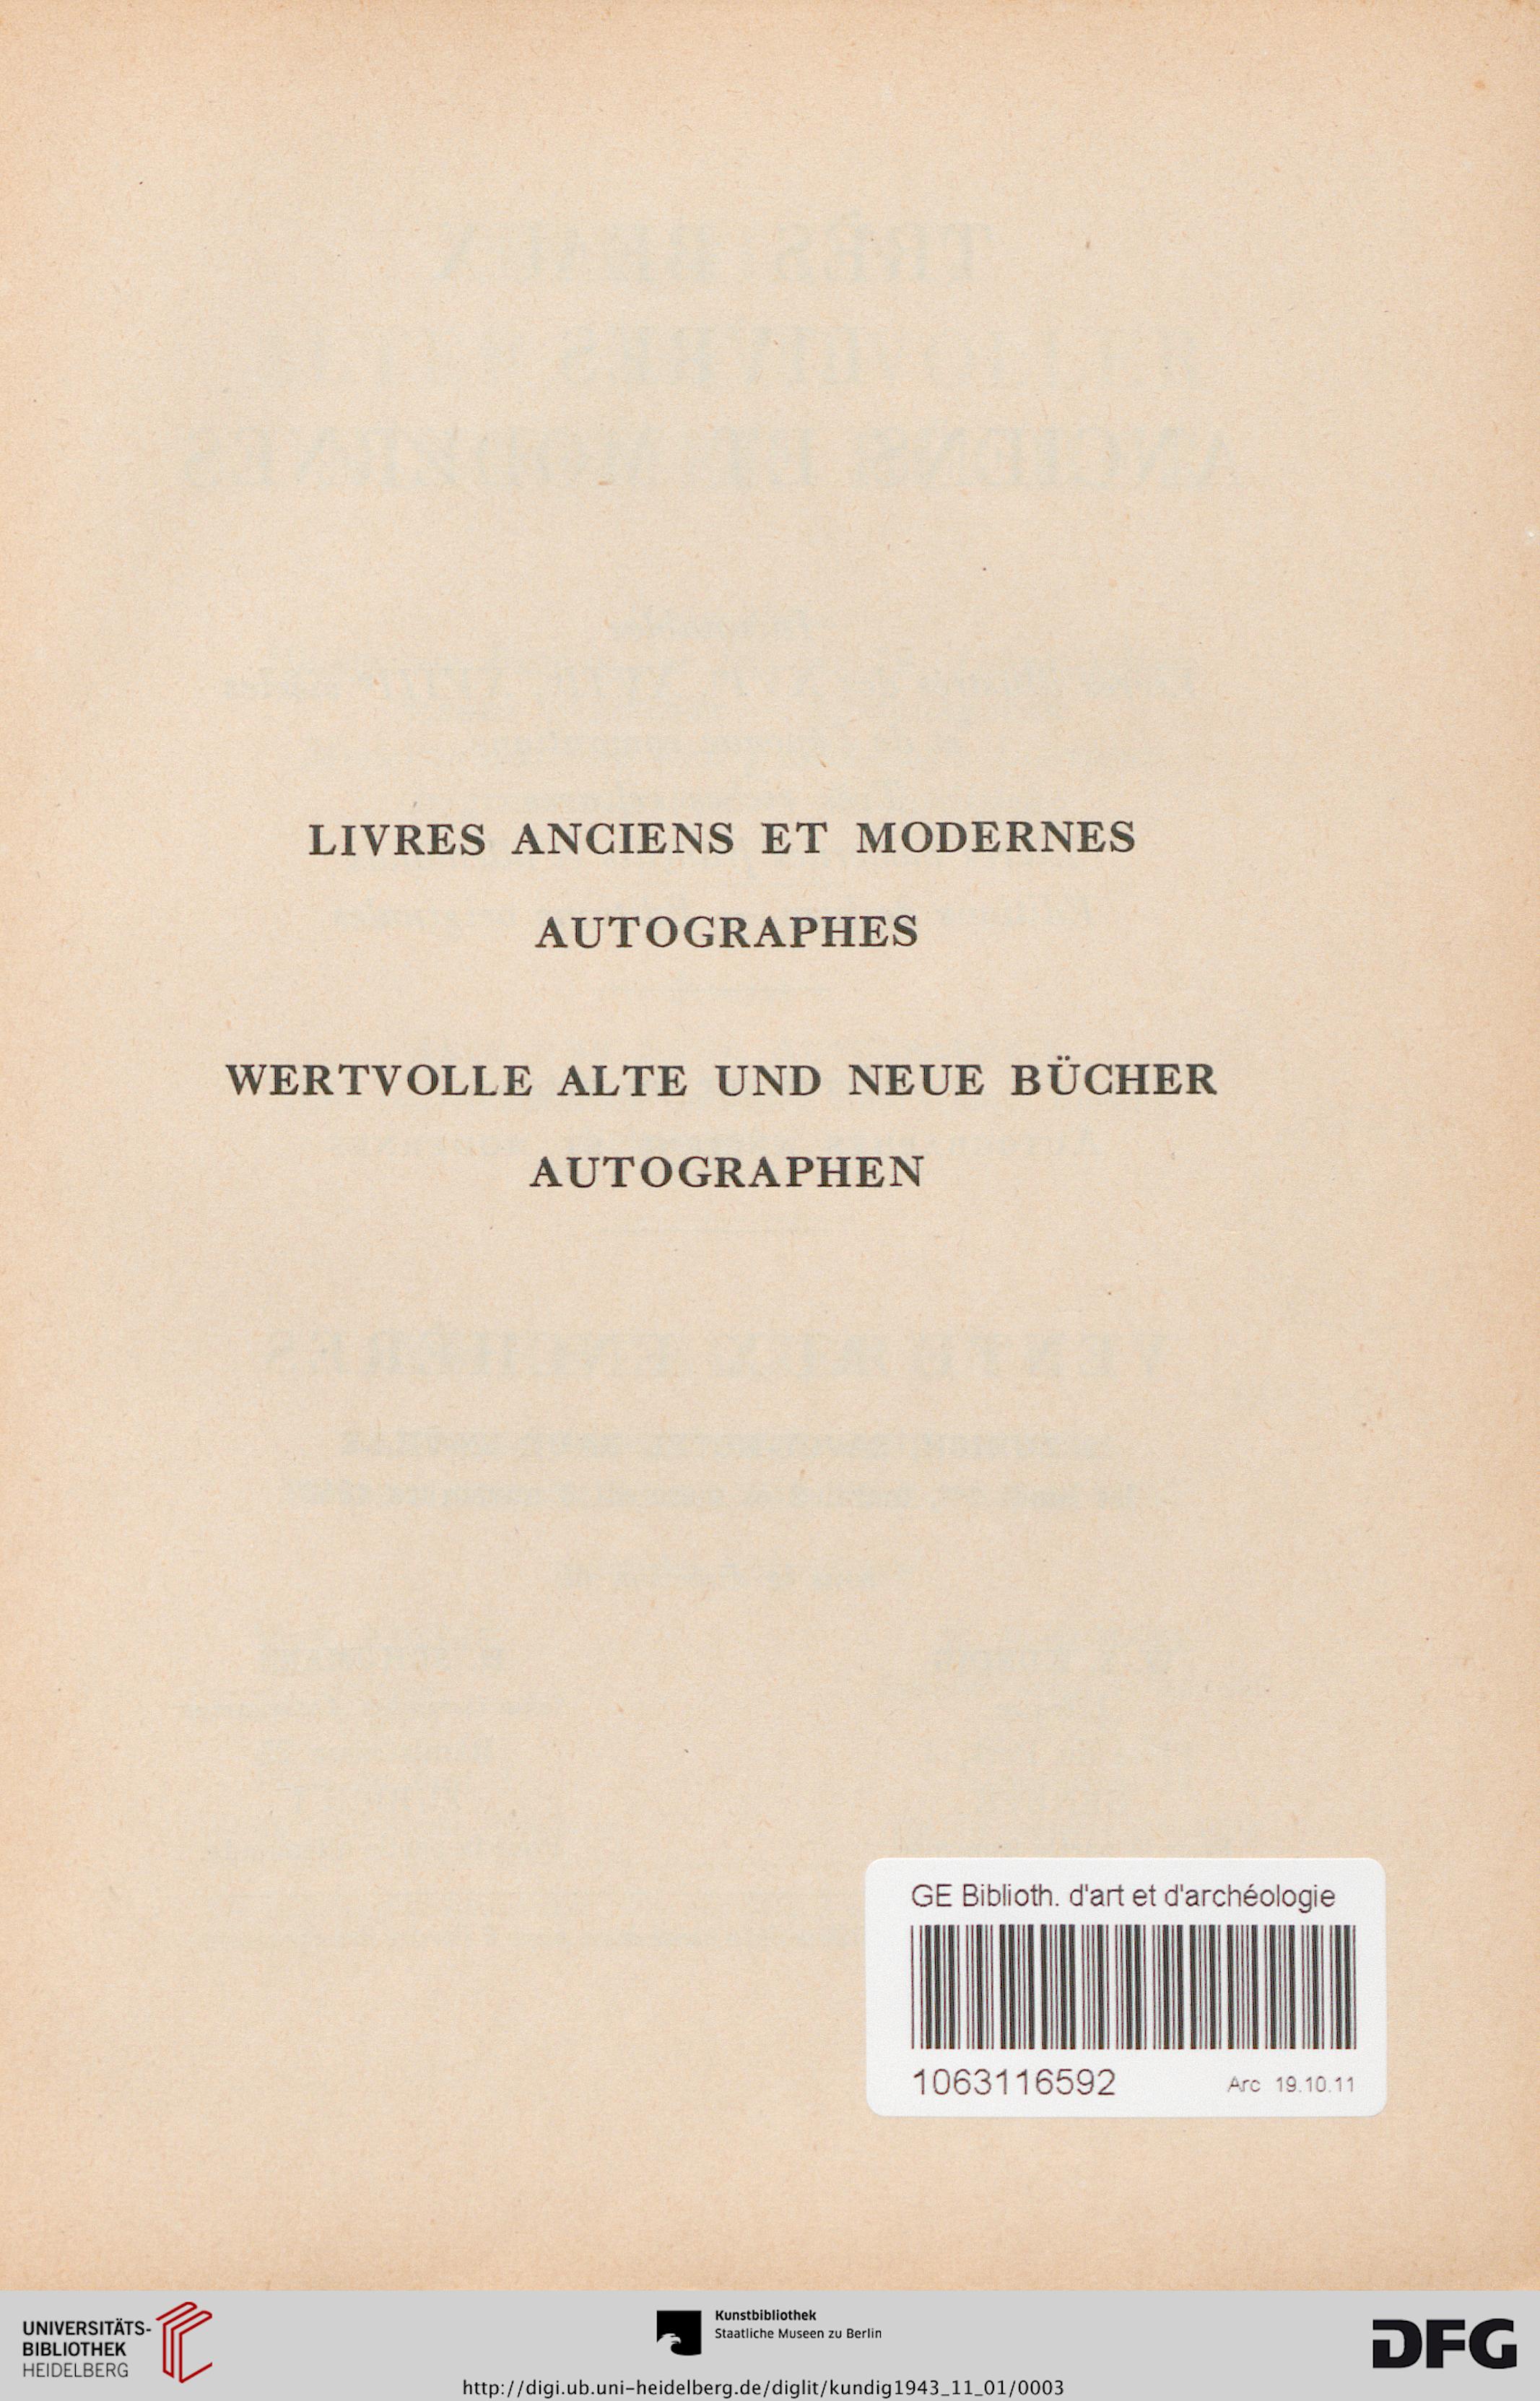 LIVRES ANCIENS ET MODERNES
AUTOGRAPHES
WERTVOLLE ALTE UND NEUE BÜCHER
AUTOGRAPHEN
GE Biblioth. d'art et d'archéologie
1063116592 Arc 19.10.11
UNIVERSITÄTS-
BIBLIOTHEK
HEIDELBERG
Kunstbibliothek
Staatliche Museen zu Berlin
DFG
http://digi.ub.uni-heidelberg.de/diglit/kundig1943_11_01/0003